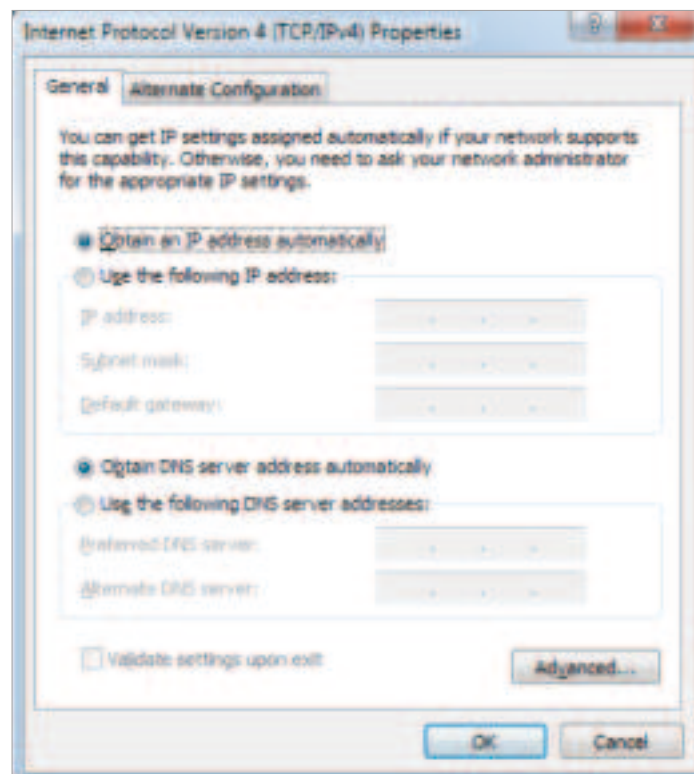 Internet Protocol Version 4 (TCP/IPv4) Properties
?
General
Alternate Configuration
You can get IP settings assigned automatically if your network supports
this capability. Otherwise, you need to ask your network administrator
for the appropriate IP settings.
Obtain an IP address automatically
Use the following IP address:
IP address:
Subnet mask:
Default gateway:
Obtain DNS server address automatically
Use the following DNS server addresses:
Preferred DNS server:
Alternate DNS server:
Validate settings upon exit
Advanced...
OK
Cancel